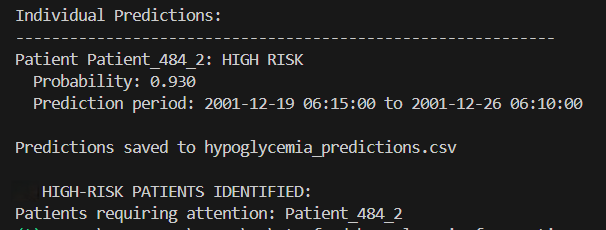 Individual Predictions:
------------------------------------------------------------
Patient Patient_484_2: HIGH RISK
Probability: 0.930
Prediction period: 2001-12-19 06:15:00 to 2001-12-26 06:10:00
Predictions saved to hypoglycemia_predictions.csv
HIGH-RISK PATIENTS IDENTIFIED:
Patients requiring attention: Patient_484_2